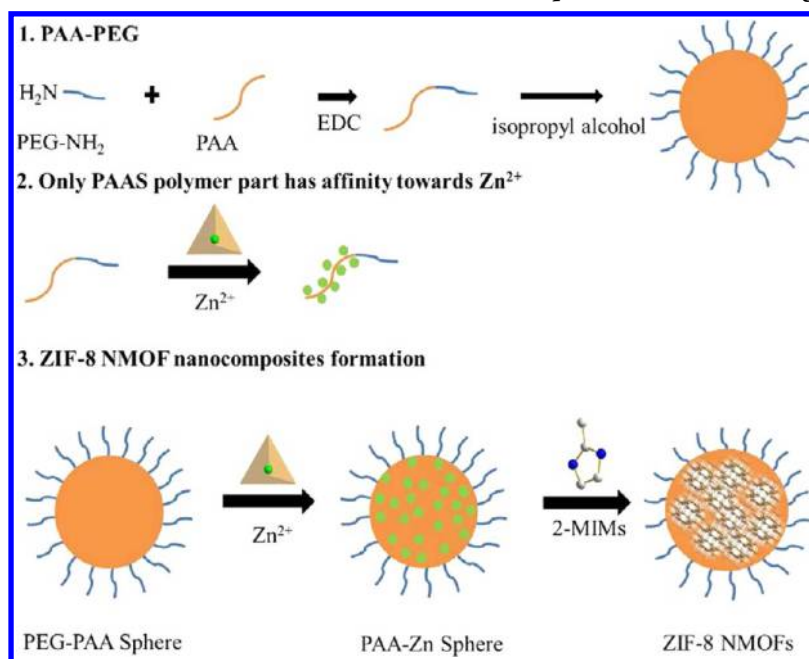 1. PAA-PEG
H₂N
+
PEG-NH₂
PAA
EDC
isopropyl alcohol
2. Only PAAS polymer part has affinity towards Zn²⁺
Zn²⁺
3. ZIF-8 NMOF nanocomposites formation
Zn²⁺
2-MIMs
PEG-PAA Sphere
PAA-Zn Sphere
ZIF-8 NMOFs